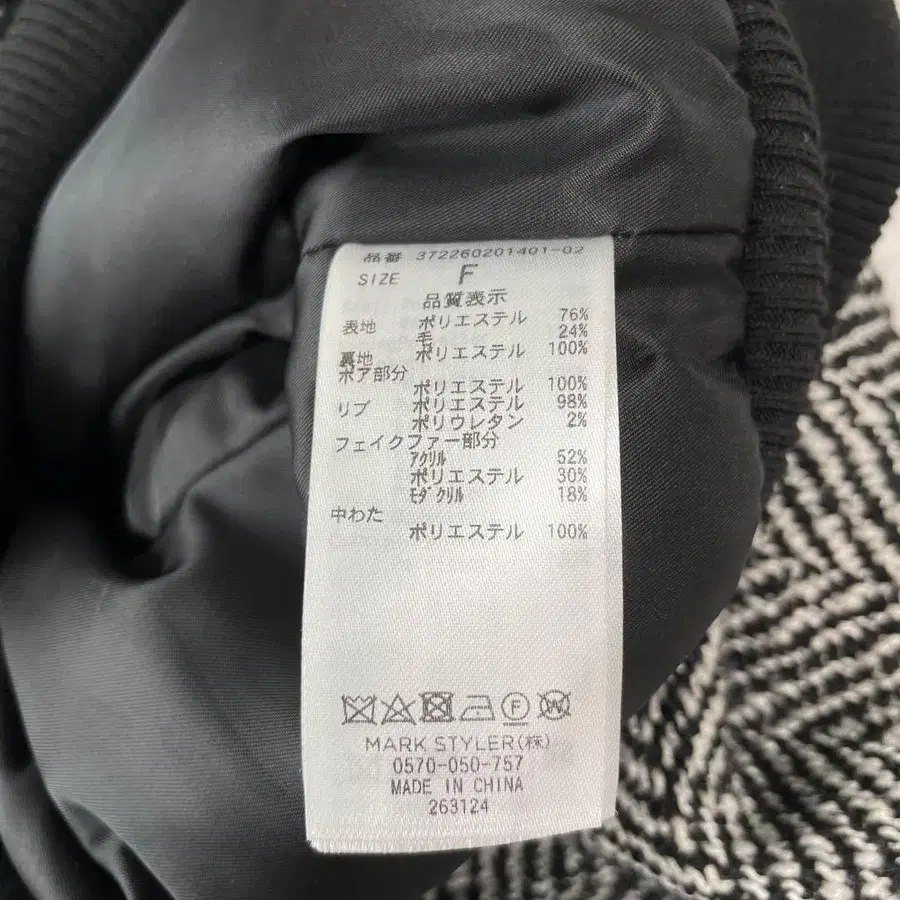 品番 372260201401-02
SIZE F
品質表示
表地 ポリエステル 76%
毛 24%
裏地 ポリエステル 100%
ボア部分
ポリエステル 100%
リブ ポリエステル 98%
ポリウレタン 2%
フェイクファー部分
アクリル 52%
ポリエステル 30%
モダクリル 18%
中わた
ポリエステル 100%
F W
MARK STYLER(株)
0570-050-757
MADE IN CHINA
263124